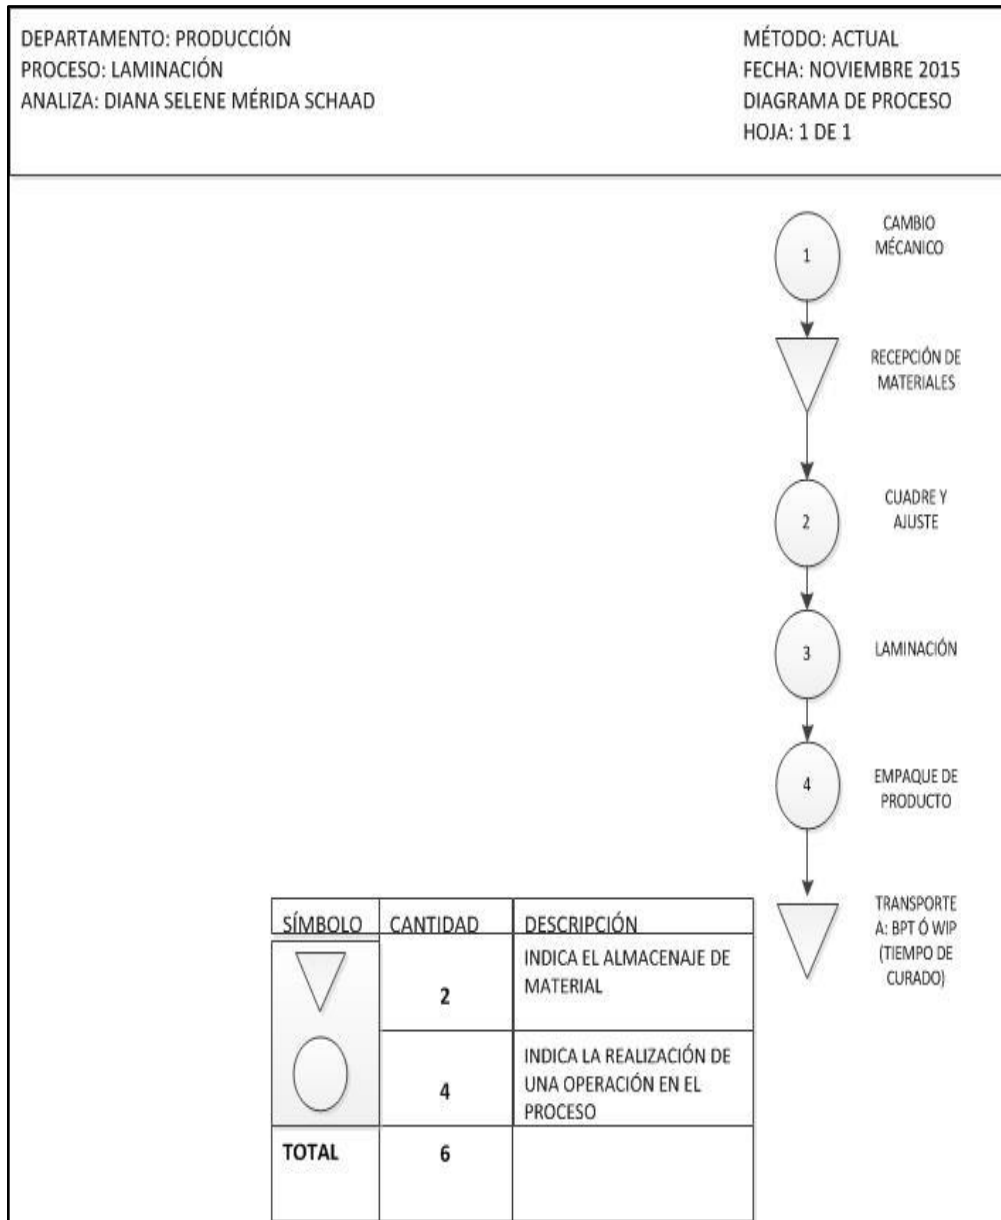 DEPARTAMENTO: PRODUCCIÓN
PROCESO: LAMINACIÓN
ANALIZA: DIANA SELENE MÉRIDA SCHAAD
MÉTODO: ACTUAL
FECHA: NOVIEMBRE 2015
DIAGRAMA DE PROCESO
HOJA: 1 DE 1
1
CAMBIO
MÉCANICO
RECEPCIÓN DE
MATERIALES
2
CUADRE Y
AJUSTE
3
LAMINACIÓN
4
EMPAQUE DE
PRODUCTO
TRANSPORTE
A: BPT Ó WIP
(TIEMPO DE
CURADO)
SÍMBOLO CANTIDAD DESCRIPCIÓN
2
INDICA EL ALMACENAJE DE
MATERIAL
4
INDICA LA REALIZACIÓN DE
UNA OPERACIÓN EN EL
PROCESO
TOTAL 6